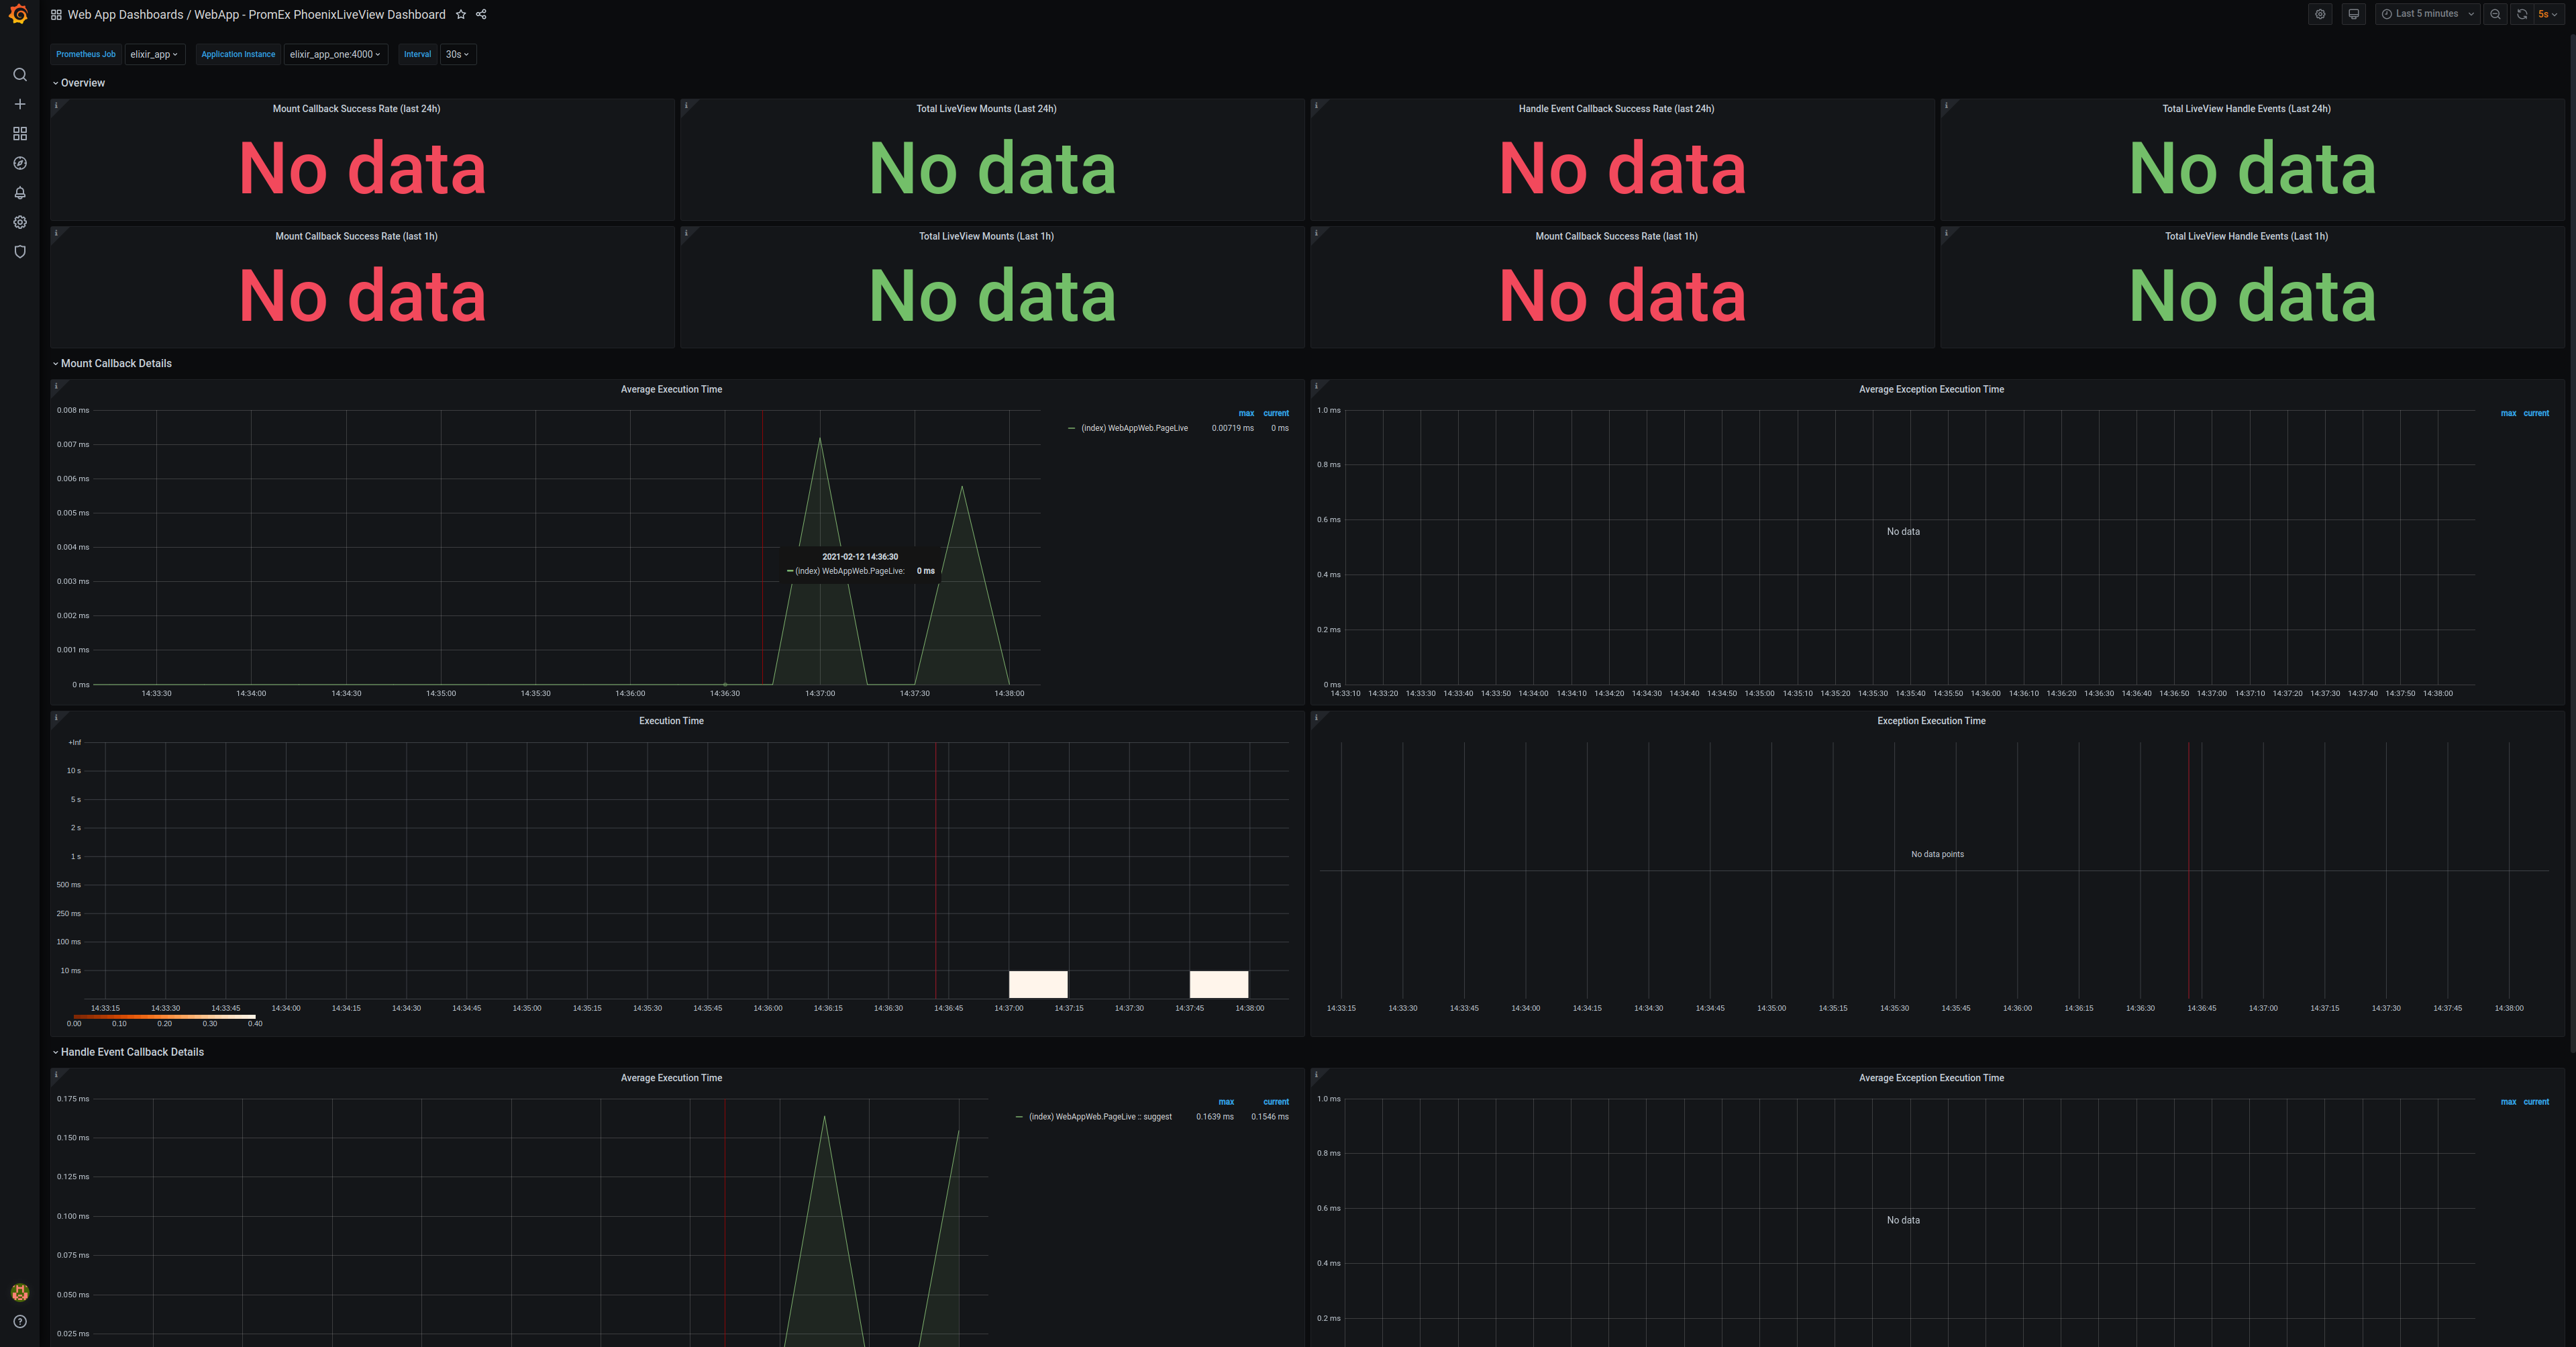 Web App Dashboards / WebApp - PromEx PhoenixLiveView Dashboard
Last 5 minutes
5s
Prometheus Job elixir_app Application Instance elixir_app_one:4000 Interval 30s
Overview
Mount Callback Success Rate (last 24h)
No data
Total LiveView Mounts (Last 24h)
No data
Handle Event Callback Success Rate (last 24h)
No data
Total LiveView Handle Events (Last 24h)
No data
Mount Callback Success Rate (last 1h)
No data
Total LiveView Mounts (Last 1h)
No data
Mount Callback Success Rate (last 1h)
No data
Total LiveView Handle Events (Last 1h)
No data
Mount Callback Details
Average Execution Time
0.008 ms
0.007 ms
0.006 ms
0.005 ms
0.004 ms
0.003 ms
0.002 ms
0.001 ms
0 ms
14:33:30 14:34:00 14:34:30 14:35:00 14:35:30 14:36:00 14:36:30 14:37:00 14:37:30 14:38:00
max current
(index) WebAppWeb.PageLive 0.00719 ms 0 ms
2021-02-12 14:36:30
(index) WebAppWeb.PageLive: 0 ms
Average Exception Execution Time
max current
1.0 ms
0.8 ms
0.6 ms
0.4 ms
0.2 ms
0 ms
No data
14:33:10 14:33:20 14:33:30 14:33:40 14:33:50 14:34:00 14:34:10 14:34:20 14:34:30 14:34:40 14:34:50 14:35:00 14:35:10 14:35:20 14:35:30 14:35:40 14:35:50 14:36:00 14:36:10 14:36:20 14:36:30 14:36:40 14:36:50 14:37:00 14:37:10 14:37:20 14:37:30 14:37:40 14:37:50 14:38:00
Execution Time
+Inf
10 s
5 s
2 s
1 s
500 ms
250 ms
100 ms
10 ms
14:33:15 14:33:30 14:33:45 14:34:00 14:34:15 14:34:30 14:34:45 14:35:00 14:35:15 14:35:30 14:35:45 14:36:00 14:36:15 14:36:30 14:36:45 14:37:00 14:37:15 14:37:30 14:37:45 14:38:00
0.00 0.10 0.20 0.30 0.40
Exception Execution Time
No data points
14:33:15 14:33:30 14:33:45 14:34:00 14:34:15 14:34:30 14:34:45 14:35:00 14:35:15 14:35:30 14:35:45 14:36:00 14:36:15 14:36:30 14:36:45 14:37:00 14:37:15 14:37:30 14:37:45 14:38:00
Handle Event Callback Details
Average Execution Time
0.175 ms
0.150 ms
0.125 ms
0.100 ms
0.075 ms
0.050 ms
0.025 ms
max current
(index) WebAppWeb.PageLive :: suggest 0.1639 ms 0.1546 ms
Average Exception Execution Time
max current
1.0 ms
0.8 ms
0.6 ms
0.4 ms
0.2 ms
No data